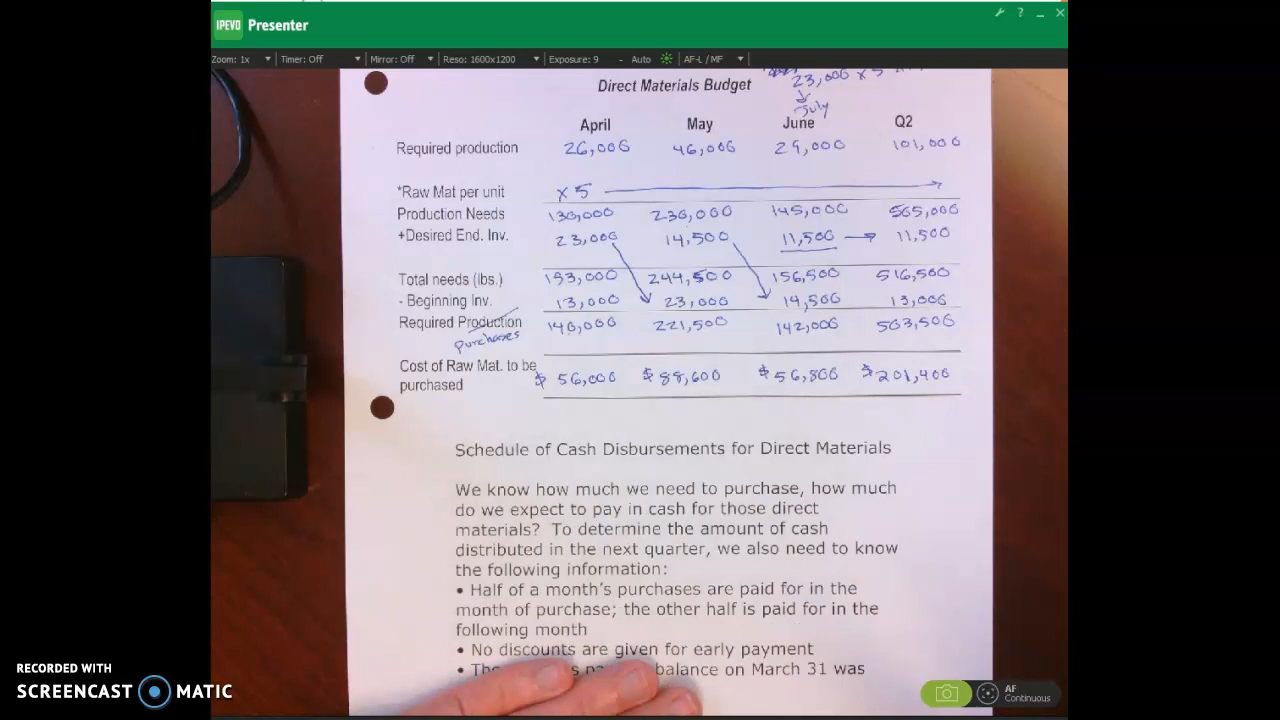 IPEVO Presenter
Zoom: 1x Timer: Off Mirror: Off Reso: 1600x1200 Exposure: 9 - Auto AF-L / MF
23,000 x 5
Direct Materials Budget
July
April May June Q2
Required production 26,000 46,000 29,000 101,000
*Raw Mat per unit x 5
Production Needs 130,000 230,000 145,000 505,000
+Desired End. Inv. 23,000 14,500 11,500 11,500
Total needs (lbs.) 153,000 244,500 156,500 516,500
- Beginning Inv. 13,000 23,000 14,500 13,000
Required Production 140,000 221,500 142,000 503,500
Purchases
Cost of Raw Mat. to be
purchased $ 56,000 $ 88,600 $ 56,800 $ 201,400
Schedule of Cash Disbursements for Direct Materials
We know how much we need to purchase, how much
do we expect to pay in cash for those direct
materials? To determine the amount of cash
distributed in the next quarter, we also need to know
the following information:
• Half of a month's purchases are paid for in the
month of purchase; the other half is paid for in the
following month
• No discounts are given for early payment
• balance on March 31 was
RECORDED WITH
SCREENCAST MATIC
AF
Continuous